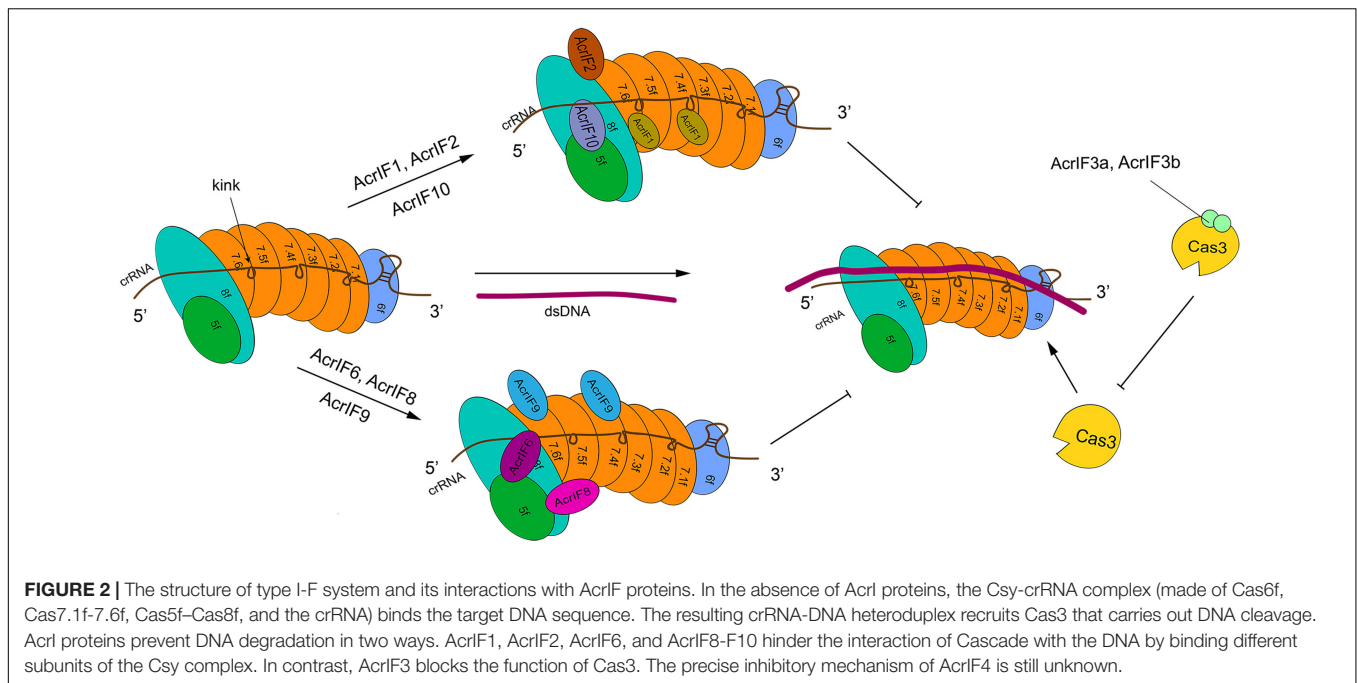 AcrIF2
7.6f
7.5f
7.4f
7.3f
7.2f
7.1f
crRNA
AcrIF10
8f
AcrIF1
AcrIF1
5f
6f
5’
3’
AcrIF1, AcrIF2
AcrIF10
kink
7.6
7.5f
7.4f
7.3f
7.2
7.1
crRNA
8f
5f
6f
5’
3’
dsDNA
AcrIF3a, AcrIF3b
Cas3
7.6f
7.5f
7.4f
7.3f
7.2f
7.1f
6f
8f
5f
crRNA
5’
3’
Cas3
AcrIF6, AcrIF8
AcrIF9
AcrIF9
AcrIF9
AcrIF6
8f
7.6f
7.5f
7.4f
7.3f
7.2f
7.1f
6f
5’
crRNA
5f
AcrIF8
3’
FIGURE 2 | The structure of type I-F system and its interactions with AcrIF proteins. In the absence of AcrI proteins, the Csy-crRNA complex (made of Cas6f,
Cas7.1f-7.6f, Cas5f–Cas8f, and the crRNA) binds the target DNA sequence. The resulting crRNA-DNA heteroduplex recruits Cas3 that carries out DNA cleavage.
AcrI proteins prevent DNA degradation in two ways. AcrIF1, AcrIF2, AcrIF6, and AcrIF8-F10 hinder the interaction of Cascade with the DNA by binding different
subunits of the Csy complex. In contrast, AcrIF3 blocks the function of Cas3. The precise inhibitory mechanism of AcrIF4 is still unknown.